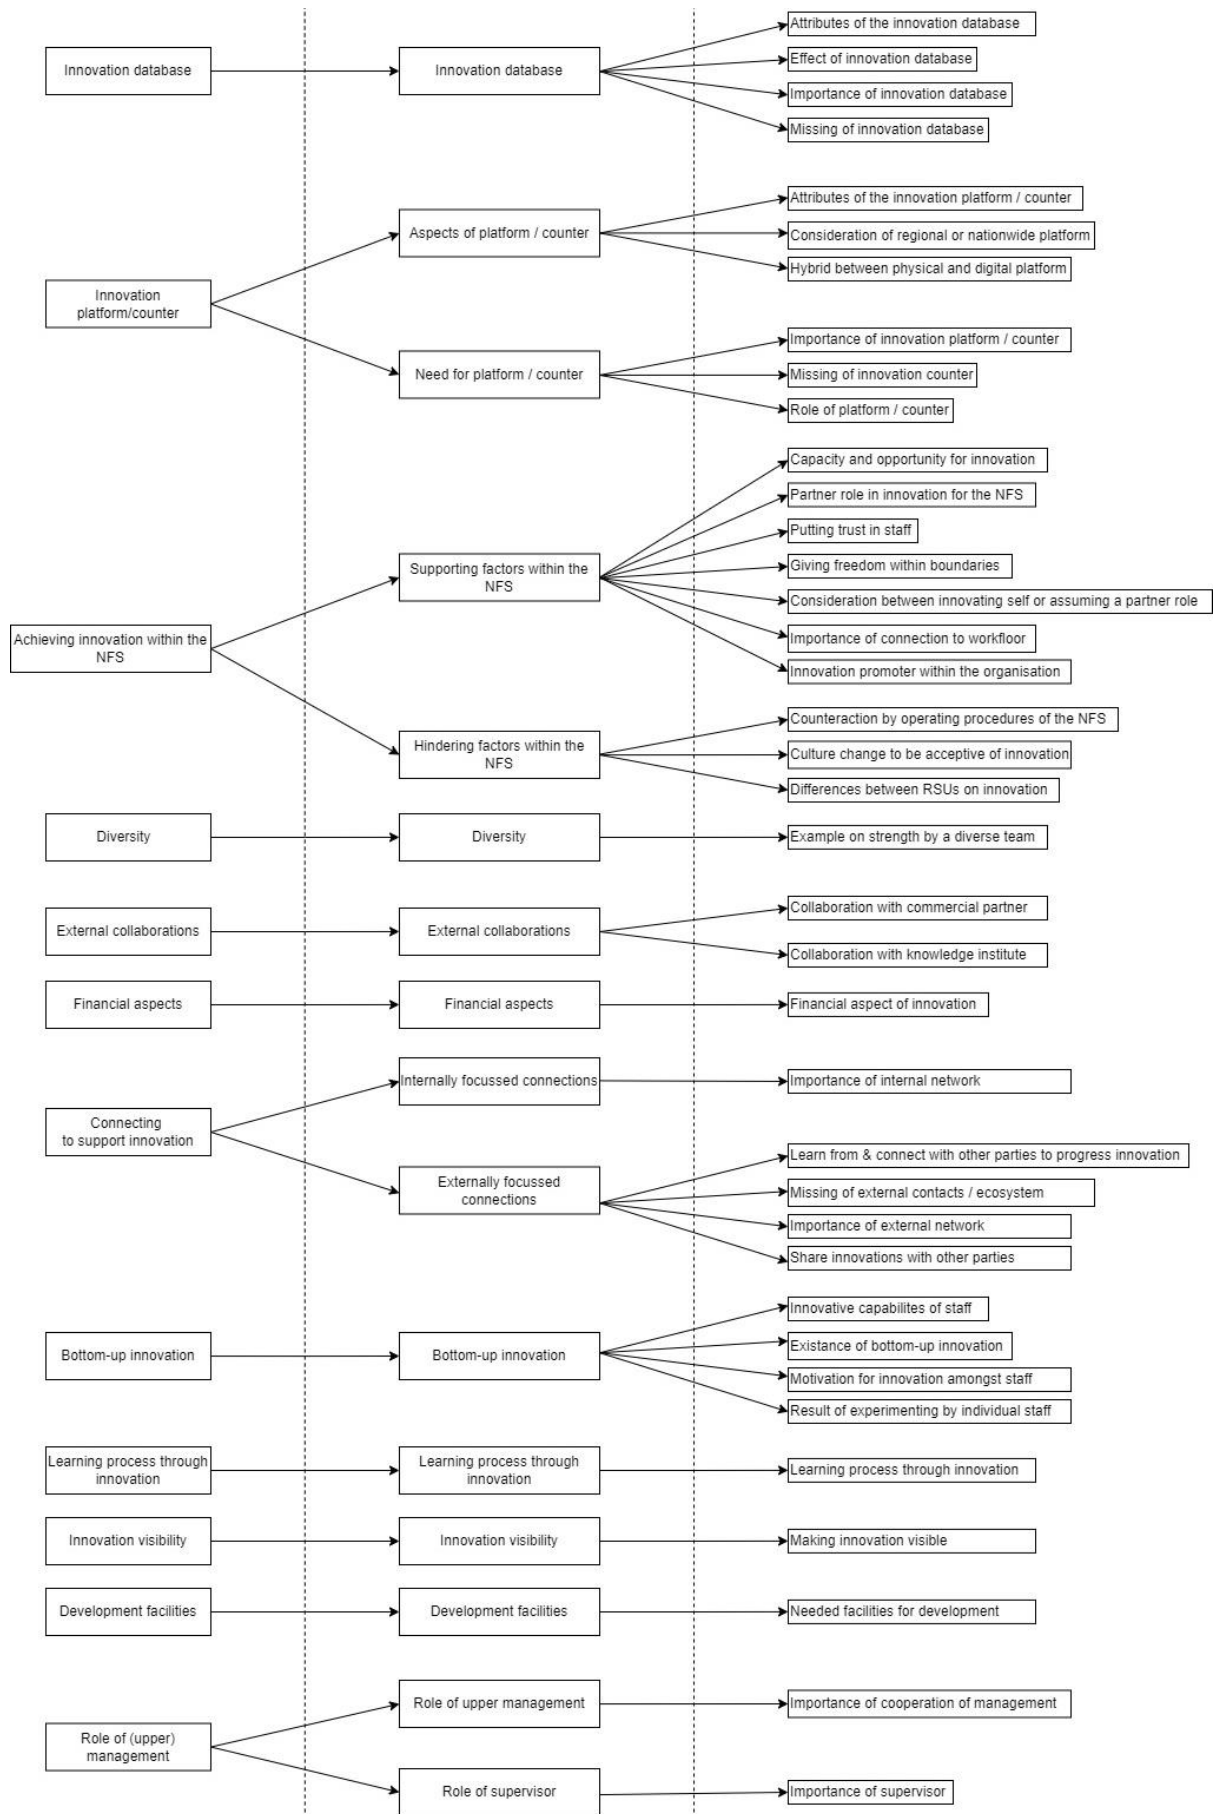 Innovation database
Innovation database
Attributes of the innovation database
Effect of innovation database
Importance of innovation database
Missing of innovation database
Innovation
platform/counter
Aspects of platform / counter
Attributes of the innovation platform / counter
Consideration of regional or nationwide platform
Hybrid between physical and digital platform
Need for platform / counter
Importance of innovation platform / counter
Missing of innovation counter
Role of platform / counter
Achieving innovation within the
NFS
Supporting factors within the
NFS
Capacity and opportunity for innovation
Partner role in innovation for the NFS
Putting trust in staff
Giving freedom within boundaries
Consideration between innovating self or assuming a partner role
Importance of connection to workfloor
Innovation promoter within the organisation
Hindering factors within the
NFS
Counteraction by operating procedures of the NFS
Culture change to be acceptive of innovation
Differences between RSUs on innovation
Diversity
Diversity
Example on strength by a diverse team
External collaborations
External collaborations
Collaboration with commercial partner
Collaboration with knowledge institute
Financial aspects
Financial aspects
Financial aspect of innovation
Connecting
to support innovation
Internally focussed connections
Importance of internal network
Externally focussed
connections
Learn from & connect with other parties to progress innovation
Missing of external contacts / ecosystem
Importance of external network
Share innovations with other parties
Bottom-up innovation
Bottom-up innovation
Innovative capabilites of staff
Existance of bottom-up innovation
Motivation for innovation amongst staff
Result of experimenting by individual staff
Learning process through
innovation
Learning process through
innovation
Learning process through innovation
Innovation visibility
Innovation visibility
Making innovation visible
Development facilities
Development facilities
Needed facilities for development
Role of (upper)
management
Role of upper management
Importance of cooperation of management
Role of supervisor
Importance of supervisor